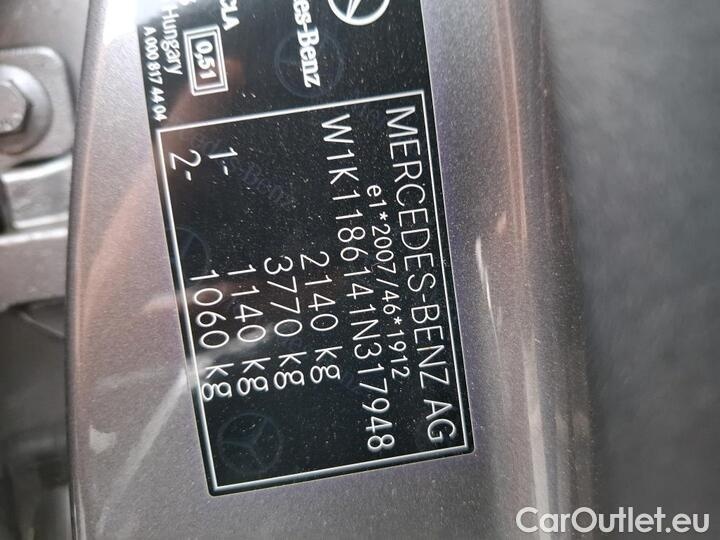 MERCEDES-BENZ AG
e1*2007/46*1912
W1K1186141N317948
2140 kg
3770 kg
1- 1140 kg
2- 1060 kg
0,51
Hungary
A 000 817 44 04
CarOutlet.eu